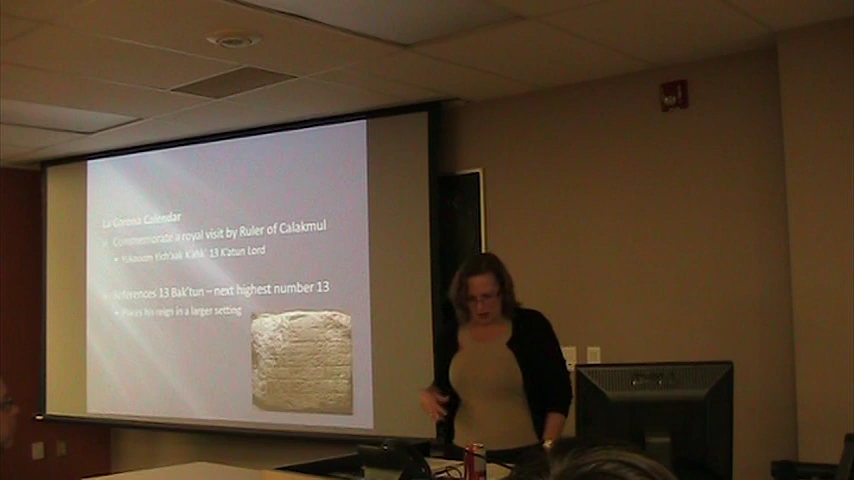 La Corona Calendar
Commemorate a royal visit by Ruler of Calakmul
Yuknoom Yich'aak K'ahk' 13 K'atun Lord
References 13 Bak'tun – next highest number 13
Places his reign in a larger setting